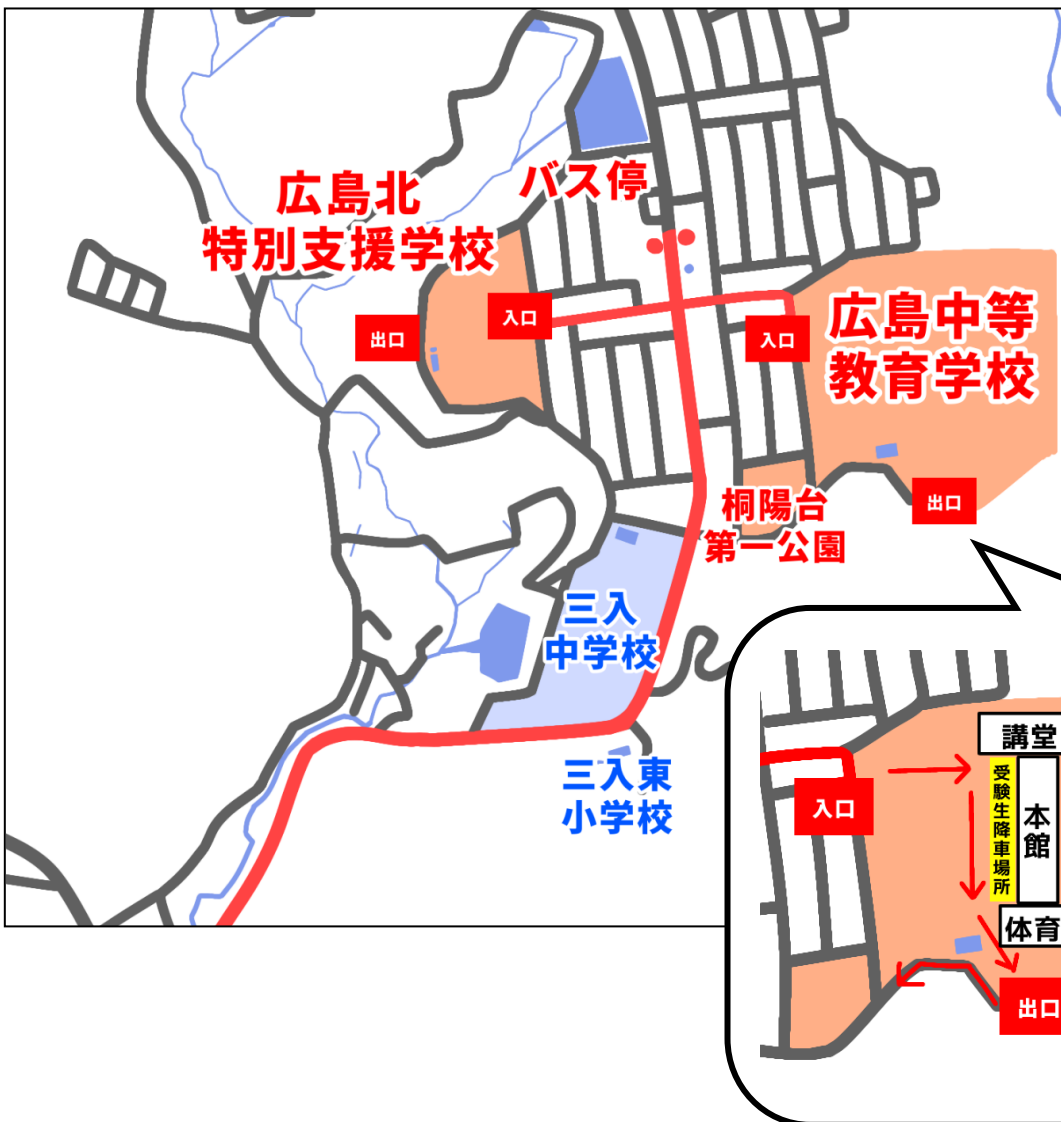 広島北
特別支援学校
バス停
入口
出口
広島中等
教育学校
入口
出口
桐陽台
第一公園
三入
中学校
三入東
小学校
講堂
受験生降車場所
本館
入口
体育
出口